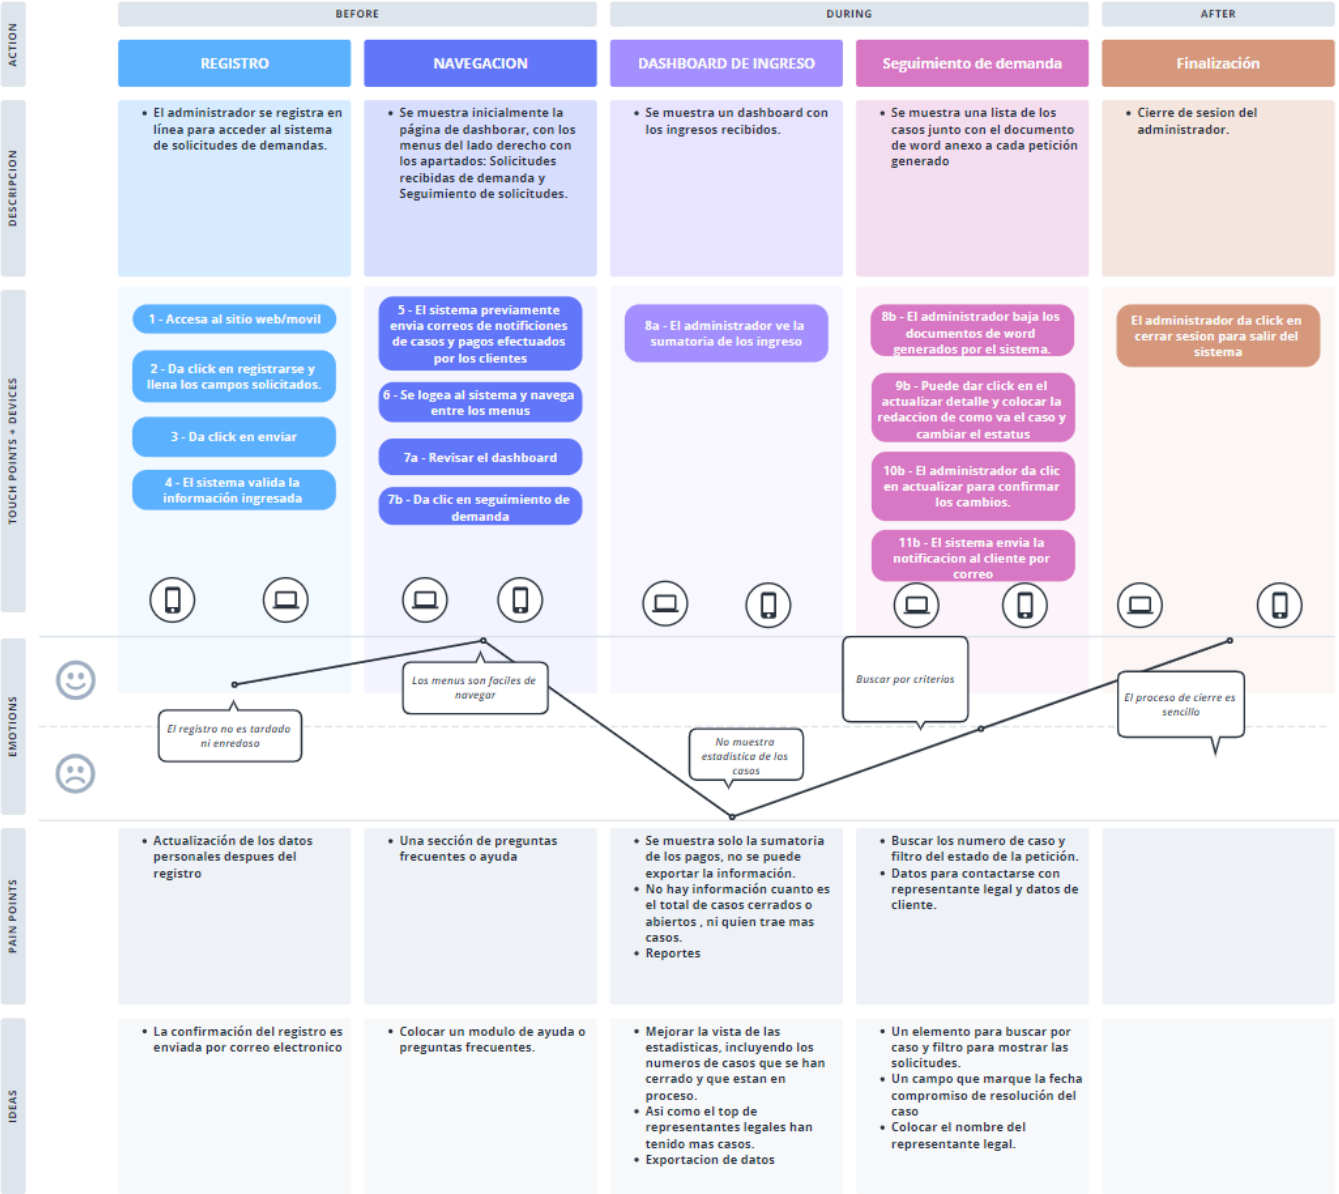 ACTION
BEFORE
DURING
AFTER
REGISTRO
NAVEGACION
DASHBOARD DE INGRESO
Seguimiento de demanda
Finalización
DESCRIPCION
• El administrador se registra en
línea para acceder al sistema
de solicitudes de demandas.
• Se muestra inicialmente la
página de dashborar, con los
menus del lado derecho con
los apartados: Solicitudes
recibidas de demanda y
Seguimiento de solicitudes.
• Se muestra un dashboard con
los ingresos recibidos.
• Se muestra una lista de los
casos junto con el documento
de word anexo a cada petición
generado
• Cierre de sesion del
administrador.
TOUCH POINTS + DEVICES
1 - Accesa al sitio web/movil
2 - Da click en registrarse y
llena los campos solicitados.
3 - Da click en enviar
4 - El sistema valida la
información ingresada
5 - El sistema previamente
envia correos de notificiones
de casos y pagos efectuados
por los clientes
6 - Se logea al sistema y navega
entre los menus
7a - Revisar el dashboard
7b - Da clic en seguimiento de
demanda
8a - El administrador ve la
sumatoria de los ingreso
8b - El administrador baja los
documentos de word
generados por el sistema.
9b - Puede dar click en el
actualizar detalle y colocar la
redaccion de como va el caso y
cambiar el estatus
10b - El administrador da clic
en actualizar para confirmar
los cambios.
11b - El sistema envia la
notificacion al cliente por
correo
El administrador da click en
cerrar sesion para salir del
sistema
EMOTIONS
El registro no es tardado
ni enredoso
Los menus son faciles de
navegar
No muestra
estadistica de los
casos
Buscar por criterios
El proceso de cierre es
sencillo
PAIN POINTS
• Actualización de los datos
personales despues del
registro
• Una sección de preguntas
frecuentes o ayuda
• Se muestra solo la sumatoria
de los pagos, no se puede
exportar la información.
• No hay información cuanto es
el total de casos cerrados o
abiertos , ni quien trae mas
casos.
• Reportes
• Buscar los numero de caso y
filtro del estado de la petición.
• Datos para contactarse con
representante legal y datos de
cliente.
IDEAS
• La confirmación del registro es
enviada por correo electronico
• Colocar un modulo de ayuda o
preguntas frecuentes.
• Mejorar la vista de las
estadisticas, incluyendo los
numeros de casos que se han
cerrado y que estan en
proceso.
• Asi como el top de
representantes legales han
tenido mas casos.
• Exportacion de datos
• Un elemento para buscar por
caso y filtro para mostrar las
solicitudes.
• Un campo que marque la fecha
compromiso de resolución del
caso
• Colocar el nombre del
representante legal.